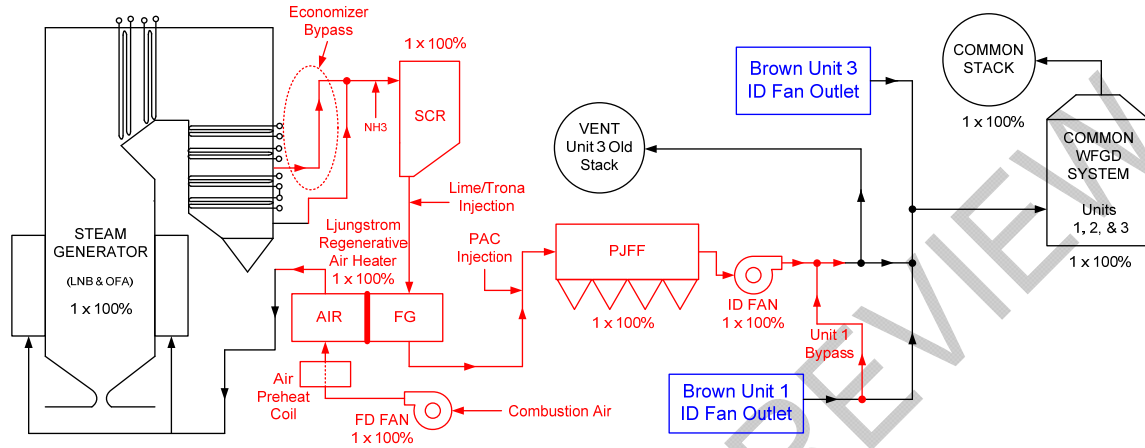 Economizer
Bypass
1 x 100%
NH3
SCR
Brown Unit 3
ID Fan Outlet
COMMON
STACK
1 x 100%
VENT
Unit 3 Old
Stack
COMMON
WFGD
SYSTEM
Units
1, 2, & 3
1 x 100%
Lime/Trona
Injection
STEAM
GENERATOR
(LNB & OFA)
1 x 100%
Ljungstrom
Regenerative
Air Heater
1 x 100%
PAC
Injection
PJFF
1 x 100%
AIR
FG
ID FAN
1 x 100%
Unit 1
Bypass
Air
Preheat
Coil
FD FAN
1 x 100%
Combustion Air
Brown Unit 1
ID Fan Outlet
PREVIEW